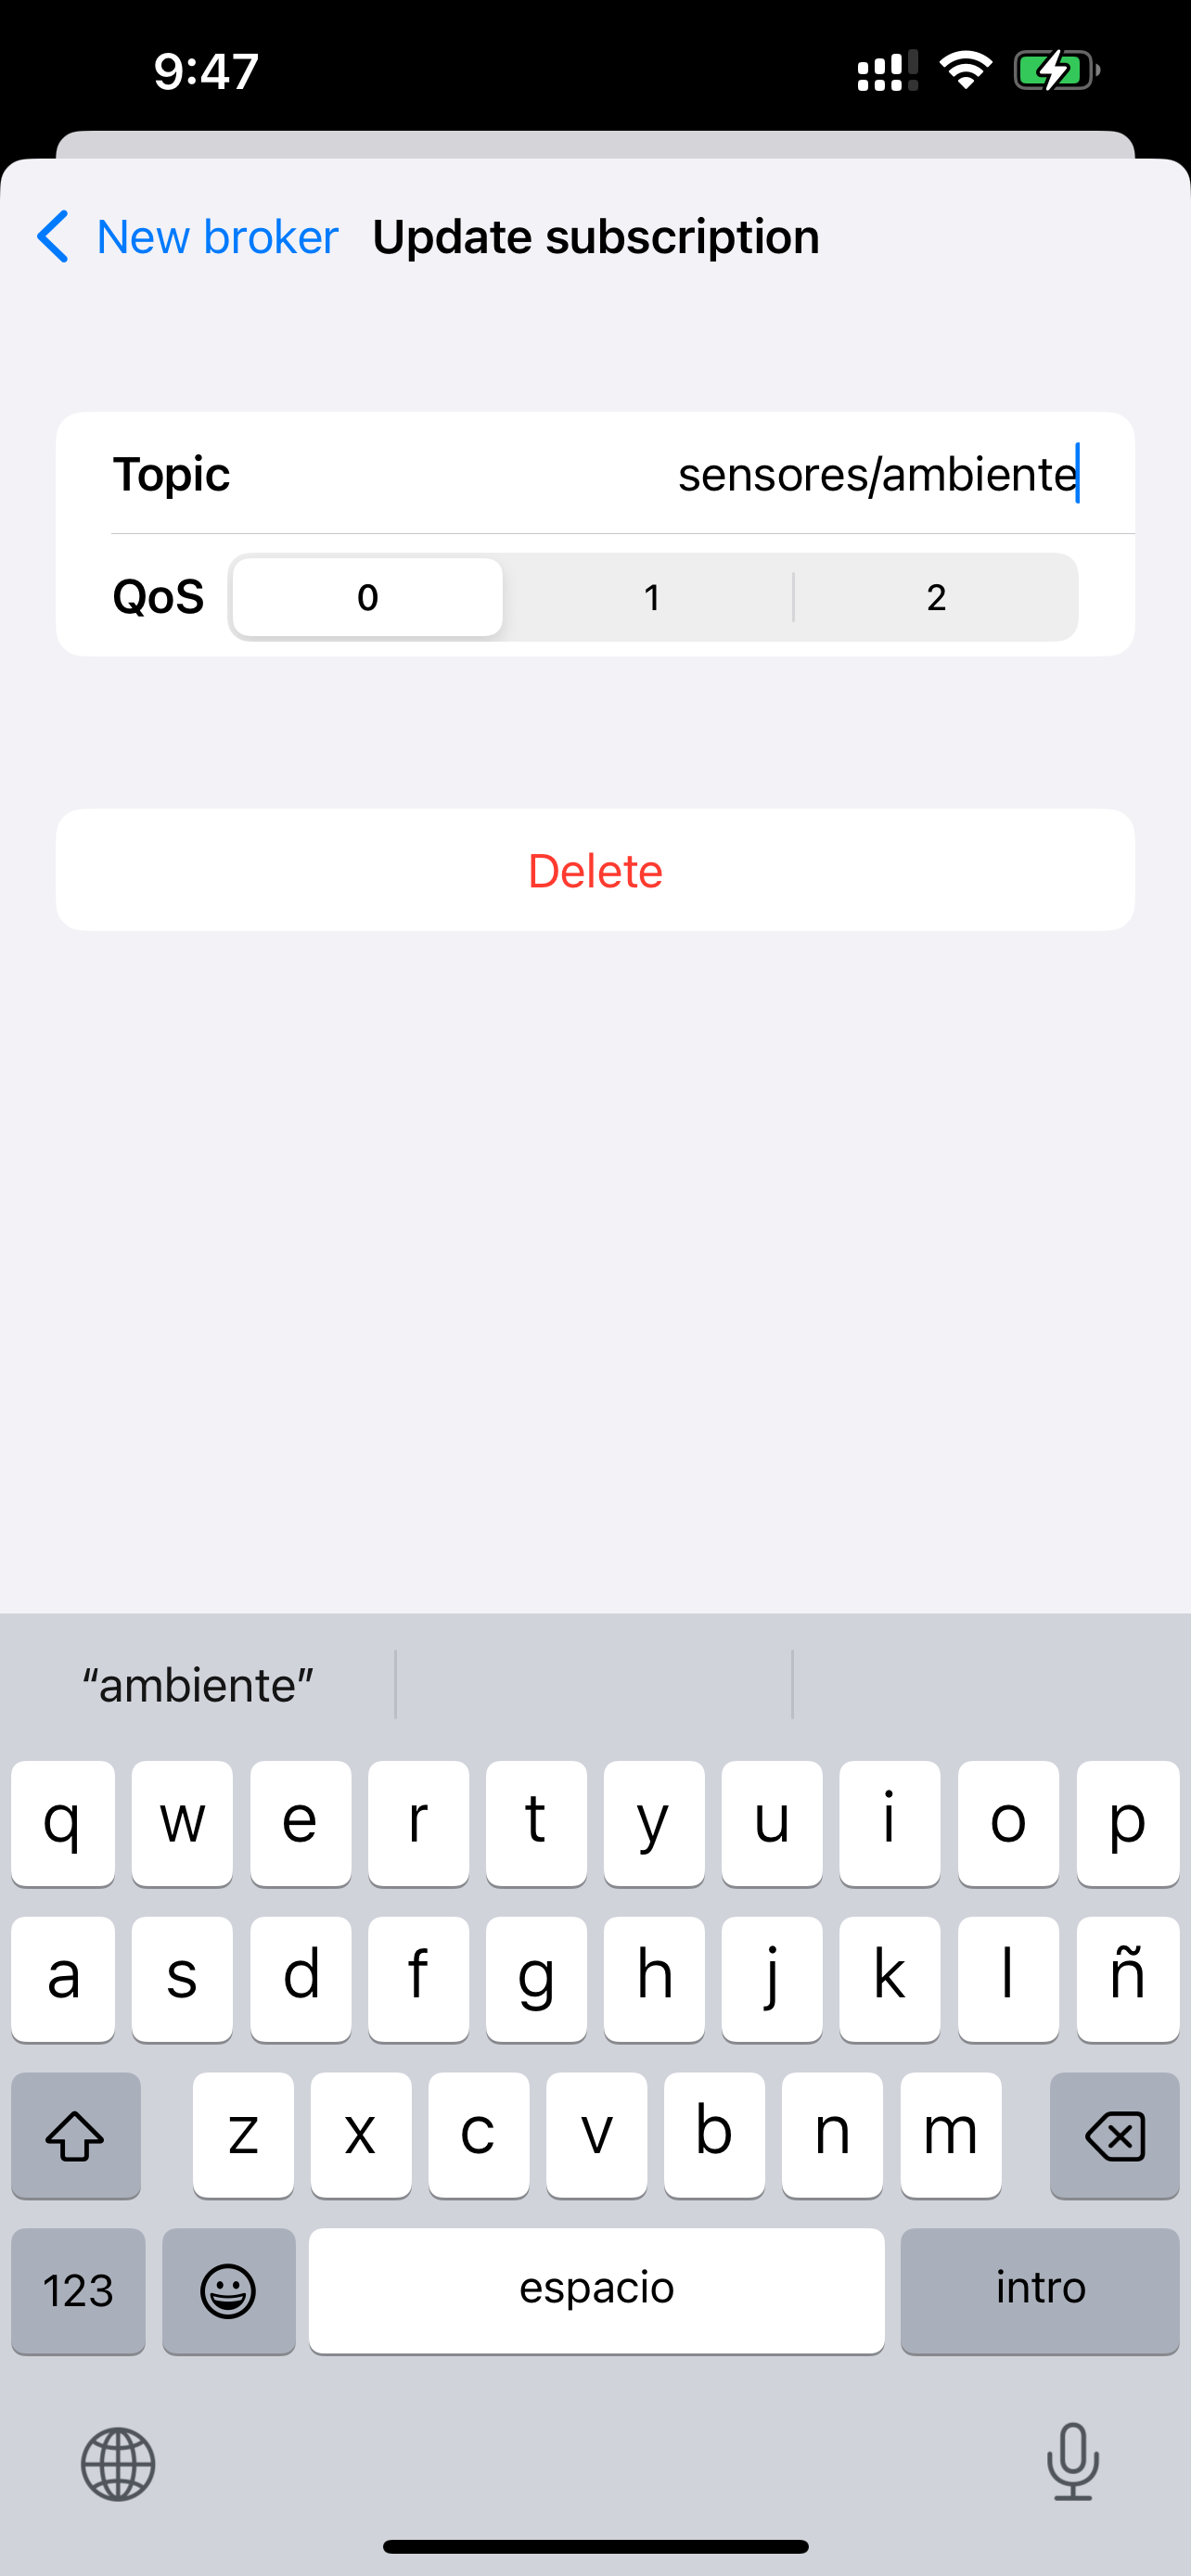 9:47
New broker Update subscription
Topic sensores/ambiente
QoS 0 1 2
Delete
“ambiente”
q w e r t y u i o p
a s d f g h j k l ñ
z x c v b n m
123 espacio intro